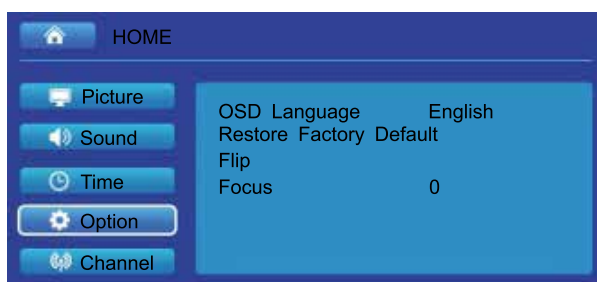 HOME
Picture
Sound
Time
Option
Channel
OSD Language English
Restore Factory Default
Flip
Focus 0